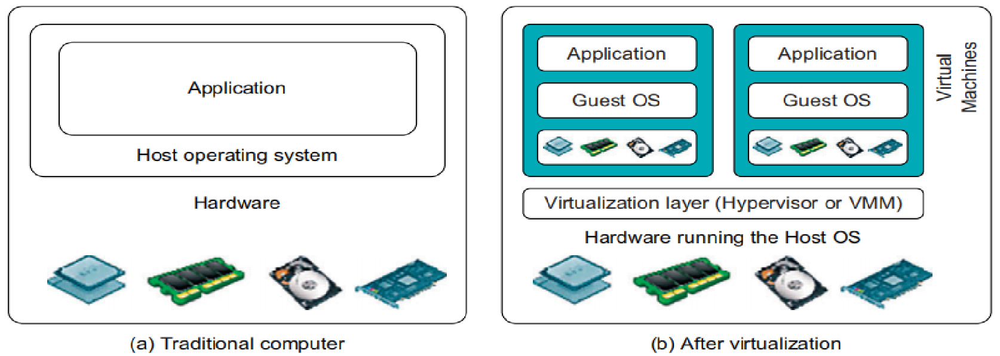 Application
Host operating system
Hardware
(a) Traditional computer
Application
Guest OS
Application
Guest OS
Virtual
Machines
Virtualization layer (Hypervisor or VMM)
Hardware running the Host OS
(b) After virtualization